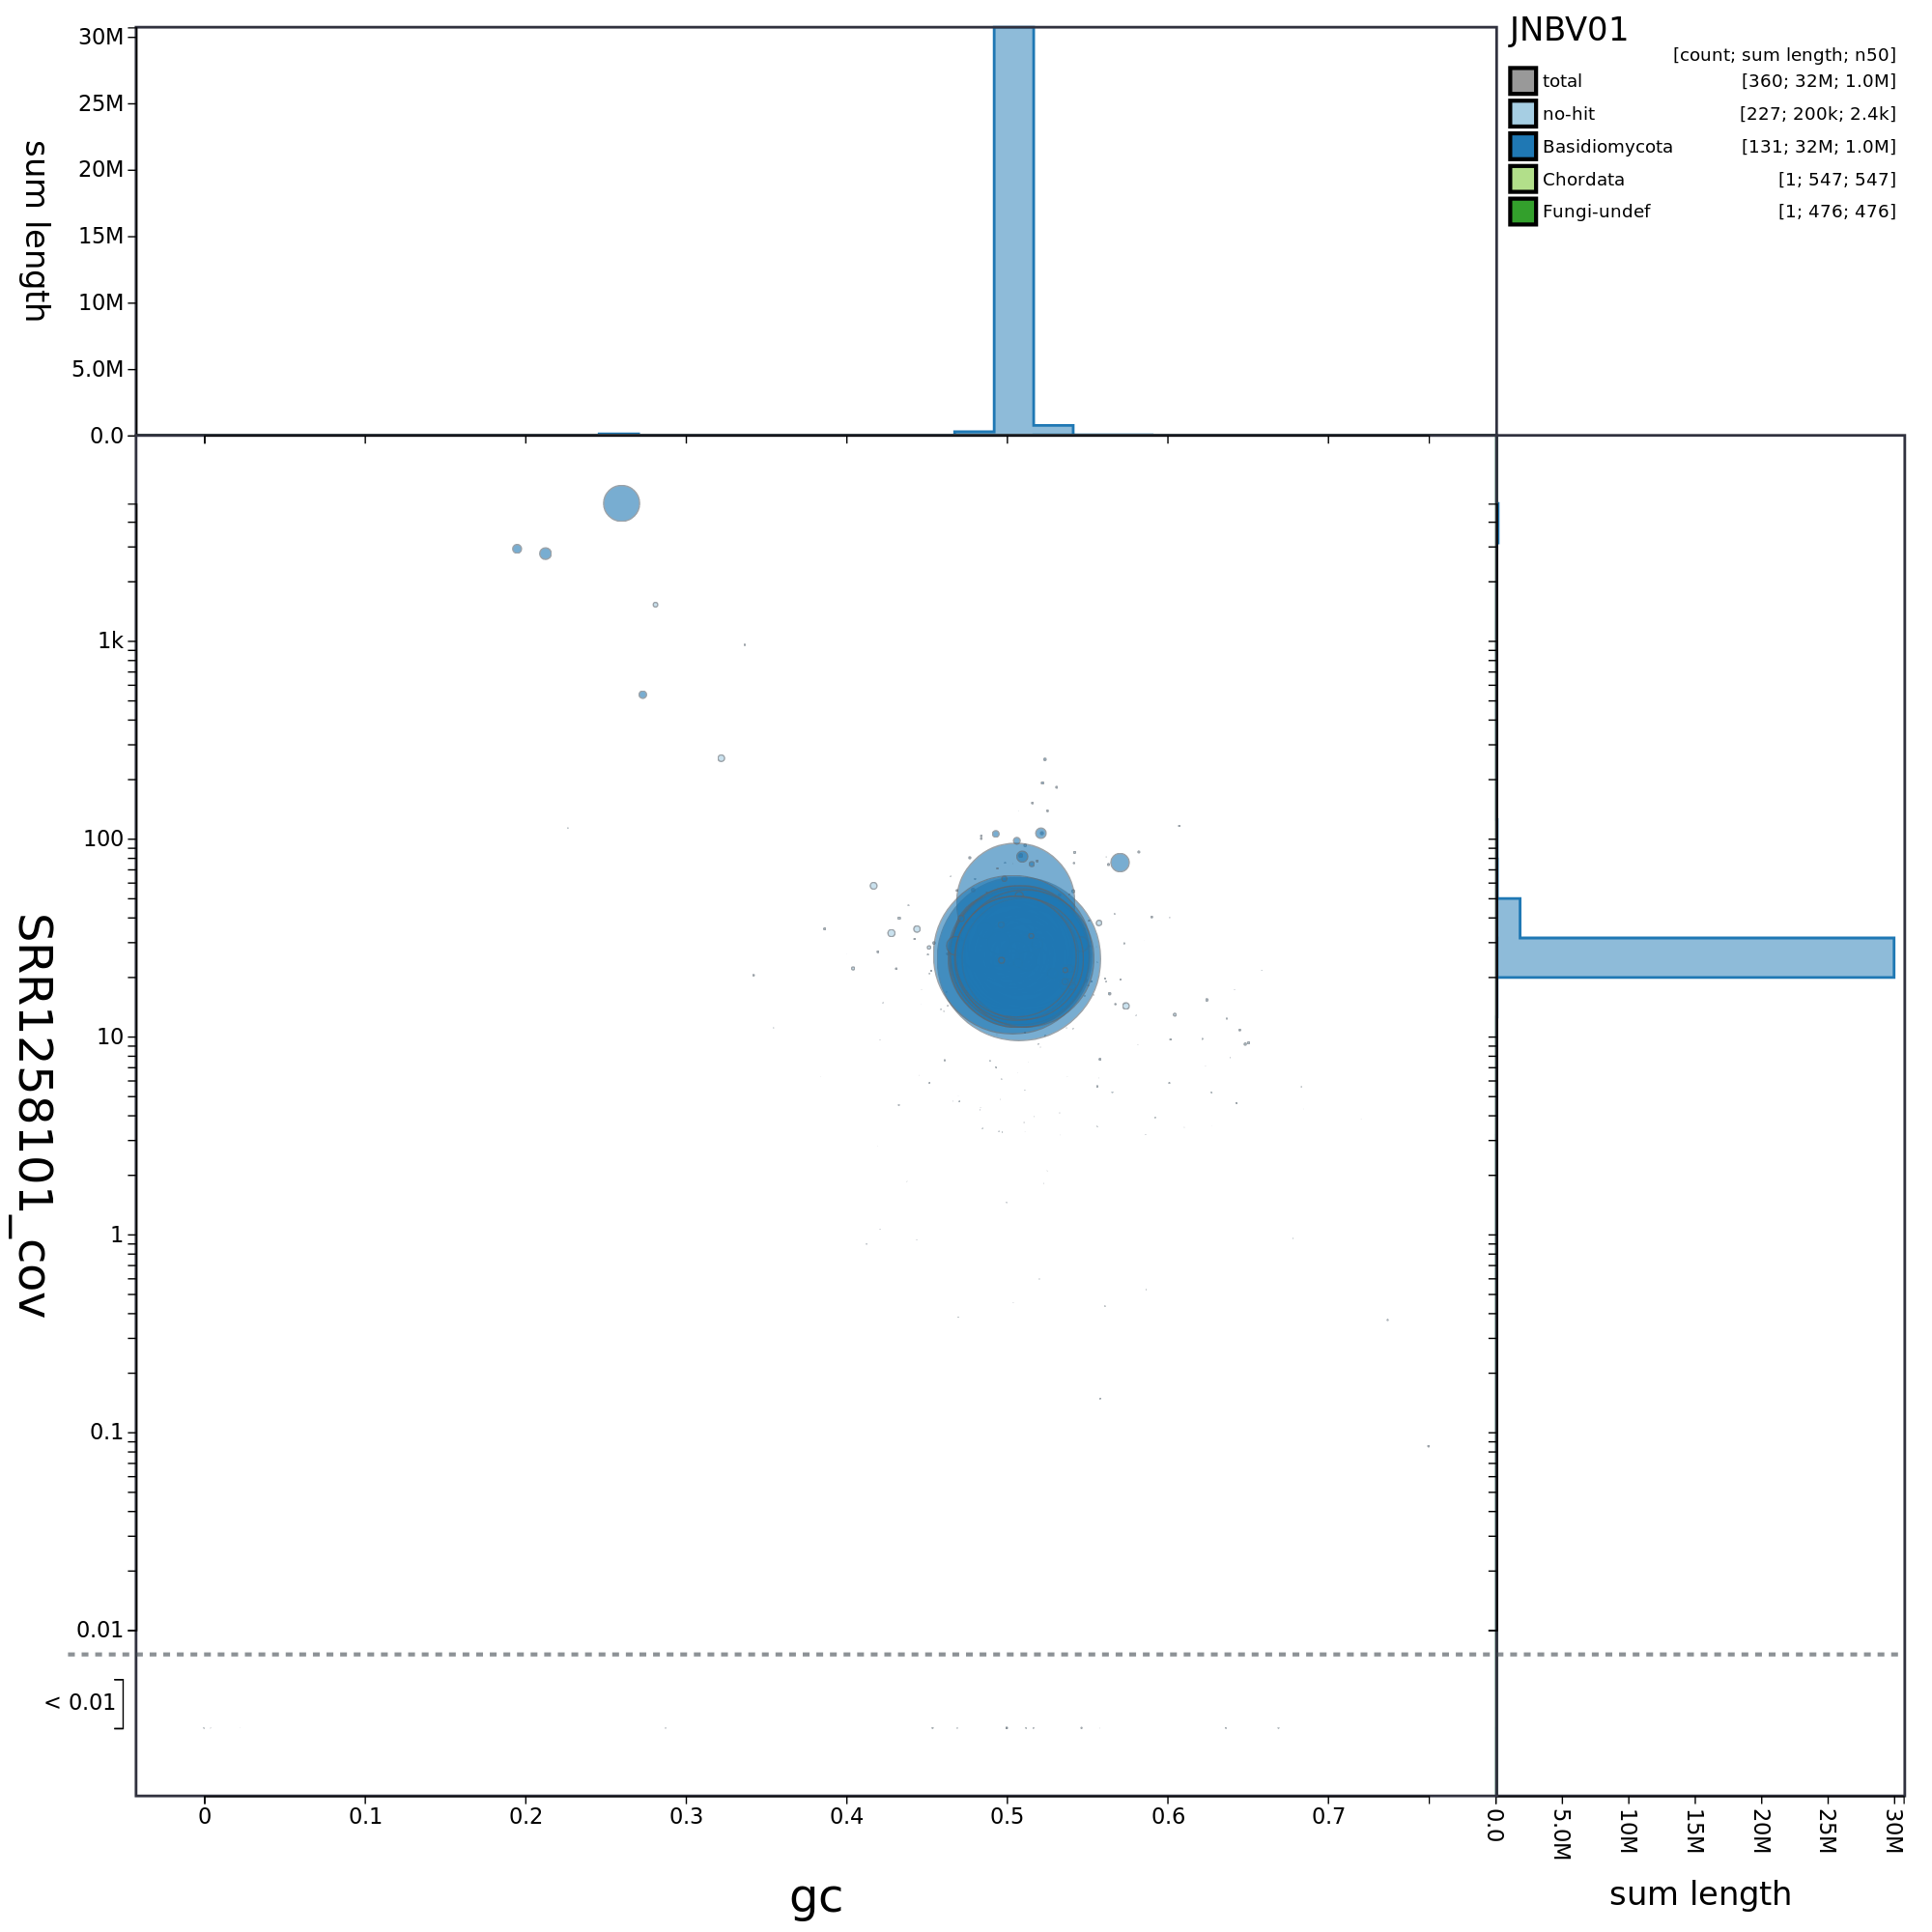 JNBV01
[count; sum length; n50]
total [360; 32M; 1.0M]
no-hit [227; 200k; 2.4k]
Basidiomycota [131; 32M; 1.0M]
Chordata [1; 547; 547]
Fungi-undef [1; 476; 476]
sum length
30M
25M
20M
15M
10M
5.0M
0.0
SRR1258101_cov
1k
100
10
1
0.1
0.01
< 0.01
0 0.1 0.2 0.3 0.4 0.5 0.6 0.7
gc
0.0 5.0M 10M 15M 20M 25M 30M
sum length